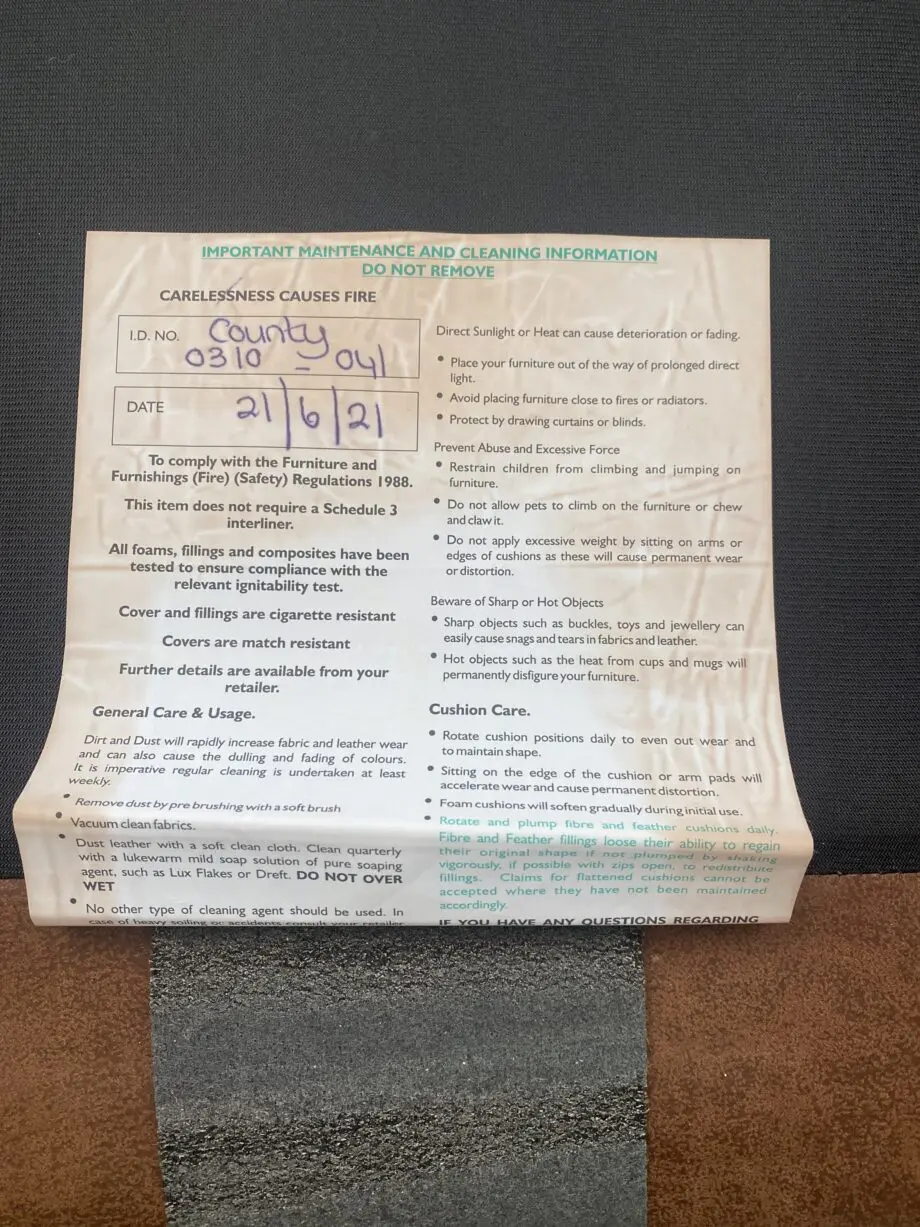 IMPORTANT MAINTENANCE AND CLEANING INFORMATION
DO NOT REMOVE
CARELESSNESS CAUSES FIRE
I.D. NO. County
0310 - 041
DATE 21/6/21
To comply with the Furniture and
Furnishings (Fire) (Safety) Regulations 1988.
This item does not require a Schedule 3
interliner.
All foams, fillings and composites have been
tested to ensure compliance with the
relevant ignitability test.
Cover and fillings are cigarette resistant
Covers are match resistant
Further details are available from your
retailer.
General Care & Usage.
Dirt and Dust will rapidly increase fabric and leather wear
and can also cause the dulling and fading of colours.
It is imperative regular cleaning is undertaken at least
weekly.
• Remove dust by pre brushing with a soft brush
• Vacuum clean fabrics.
• Dust leather with a soft clean cloth. Clean quarterly
with a lukewarm mild soap solution of pure soaping
agent, such as Lux Flakes or Dreft. DO NOT OVER
WET
• No other type of cleaning agent should be used. In
case of heavy soiling or accidents consult your retailer
Direct Sunlight or Heat can cause deterioration or fading.
• Place your furniture out of the way of prolonged direct
light.
• Avoid placing furniture close to fires or radiators.
• Protect by drawing curtains or blinds.
Prevent Abuse and Excessive Force
• Restrain children from climbing and jumping on
furniture.
• Do not allow pets to climb on the furniture or chew
and claw it.
• Do not apply excessive weight by sitting on arms or
edges of cushions as these will cause permanent wear
or distortion.
Beware of Sharp or Hot Objects
• Sharp objects such as buckles, toys and jewellery can
easily cause snags and tears in fabrics and leather.
• Hot objects such as the heat from cups and mugs will
permanently disfigure your furniture.
Cushion Care.
• Rotate cushion positions daily to even out wear and
to maintain shape.
• Sitting on the edge of the cushion or arm pads will
accelerate wear and cause permanent distortion.
• Foam cushions will soften gradually during initial use.
• Rotate and plump fibre and feather cushions daily.
Fibre and Feather fillings loose their ability to regain
their original shape if not plumped by shaking
vigorously, if possible with zips open, to redistribute
fillings. Claims for flattened cushions cannot be
accepted where they have not been maintained
accordingly.
IF YOU HAVE ANY QUESTIONS REGARDING